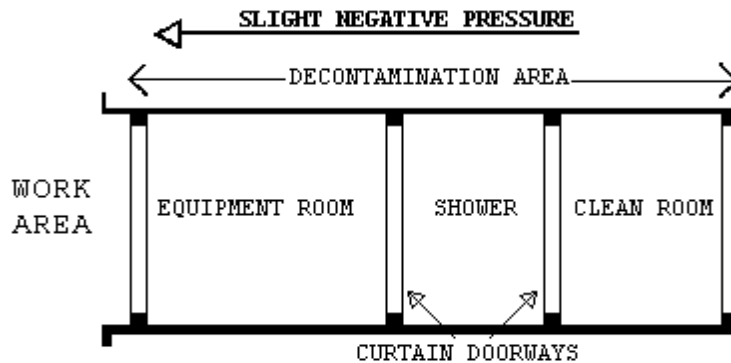 SLIGHT NEGATIVE PRESSURE
DECONTAMINATION AREA
WORK
AREA
EQUIPMENT ROOM
SHOWER
CLEAN ROOM
CURTAIN DOORWAYS